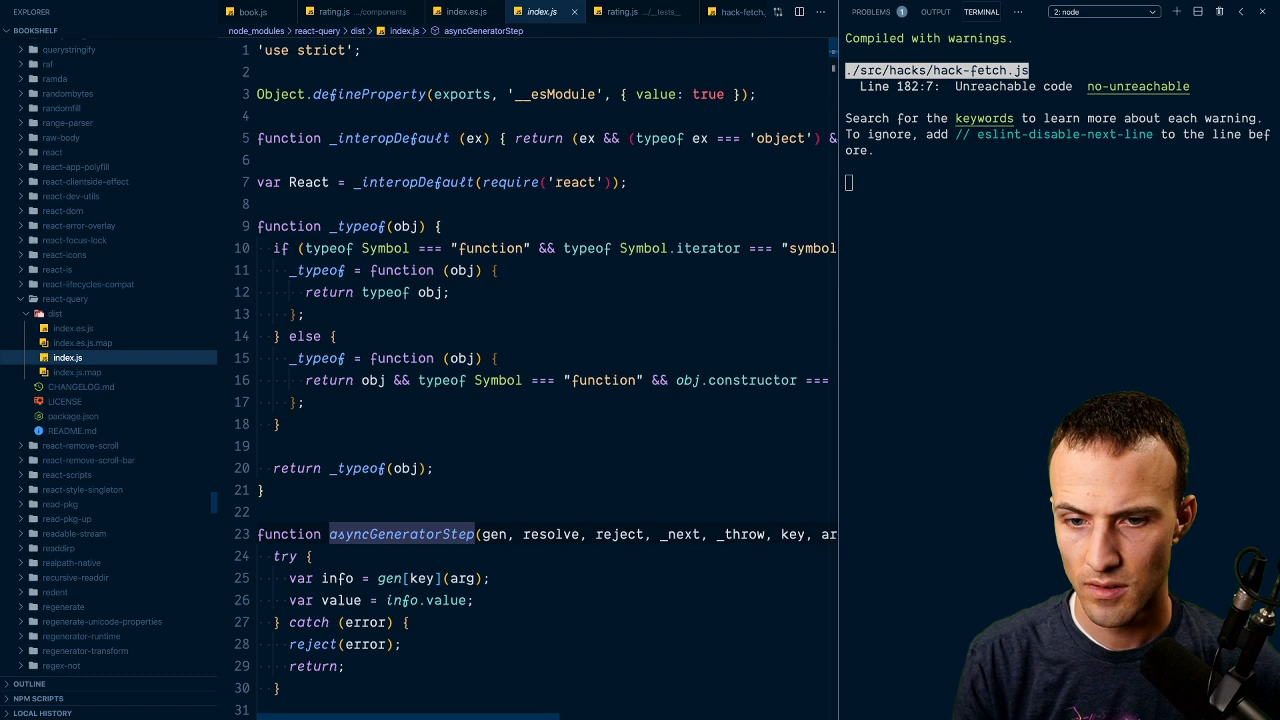 EXPLORER
BOOKSHELF
querystringify
raf
ramda
randombytes
randomfill
range-parser
raw-body
react
react-app-polyfill
react-clientside-effect
react-dev-utils
react-dom
react-error-overlay
react-focus-lock
react-icons
react-is
react-lifecycles-compat
react-query
dist
index.es.js
index.es.js.map
index.js
index.js.map
CHANGELOG.md
LICENSE
package.json
README.md
react-remove-scroll
react-remove-scroll-bar
react-scripts
react-style-singleton
read-pkg
read-pkg-up
readable-stream
readdirp
realpath-native
recursive-readdir
redent
regenerate
regenerate-unicode-properties
regenerator-runtime
regenerator-transform
regex-not
OUTLINE
NPM SCRIPTS
LOCAL HISTORY
book.js
rating.js .../components
index.es.js
index.js
rating.js .../__tests__
hack-fetch.
node_modules > react-query > dist > index.js > asyncGeneratorStep
1 'use strict';
2
3 Object.defineProperty(exports, '__esModule', { value: true });
4
5 function _interopDefault (ex) { return (ex && (typeof ex === 'object') &
6
7 var React = _interopDefault(require('react'));
8
9 function _typeof(obj) {
10 if (typeof Symbol === "function" && typeof Symbol.iterator === "symbol
11 _typeof = function (obj) {
12 return typeof obj;
13 };
14 } else {
15 _typeof = function (obj) {
16 return obj && typeof Symbol === "function" && obj.constructor ===
17 };
18 }
19
20 return _typeof(obj);
21 }
22
23 function asyncGeneratorStep(gen, resolve, reject, _next, _throw, key, ar
24 try {
25 var info = gen[key](arg);
26 var value = info.value;
27 } catch (error) {
28 reject(error);
29 return;
30 }
31
PROBLEMS 1 OUTPUT TERMINAL ··· 2: node
Compiled with warnings.
./src/hacks/hack-fetch.js
Line 182:7: Unreachable code no-unreachable
Search for the keywords to learn more about each warning.
To ignore, add // eslint-disable-next-line to the line bef
ore.